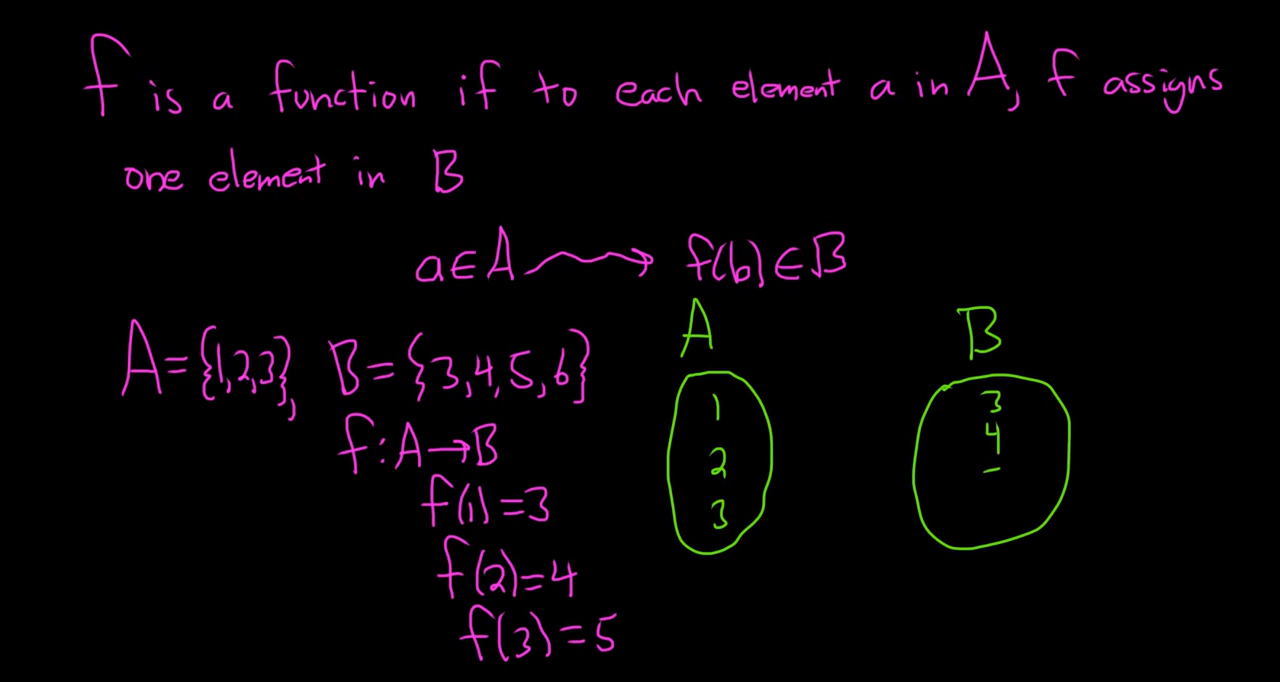 f is a function if to each element a in A, f assigns
one element in B
a∈A ⟶ f(b)∈B
A={1,2,3}, B={3,4,5,6}
f:A→B
f(1)=3
f(2)=4
f(3)=5
A
1
2
3
B
3
4